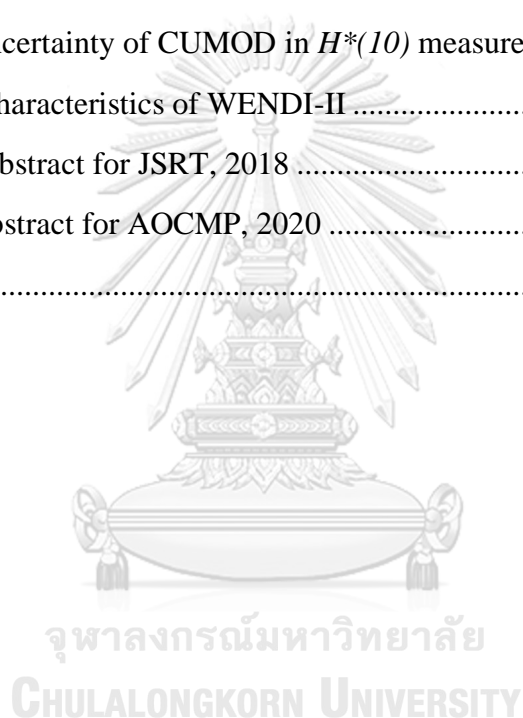 certainty of CUMOD in H*(10) measure
haracteristics of WENDI-II ........................
bstract for JSRT, 2018 ..................................
bstract for AOCMP, 2020 ............................
.................................................................................
จุฬาลงกรณ์มหาวิทยาลัย
CHULALONGKORN UNIVERSITY